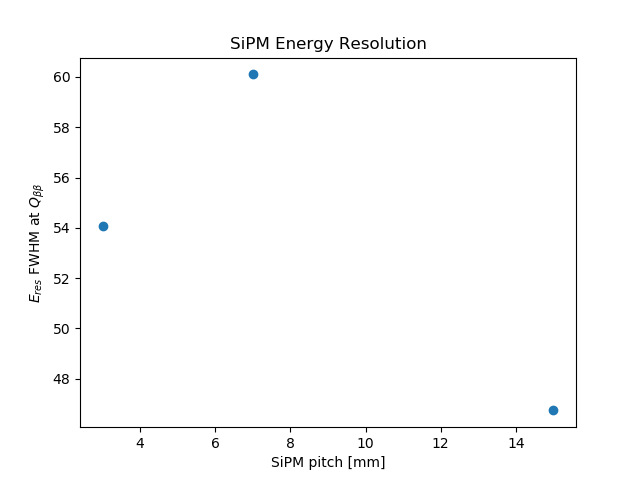 SiPM Energy Resolution
60
58
56
54
52
50
48
E_res FWHM at Q_ββ
4 6 8 10 12 14
SiPM pitch [mm]